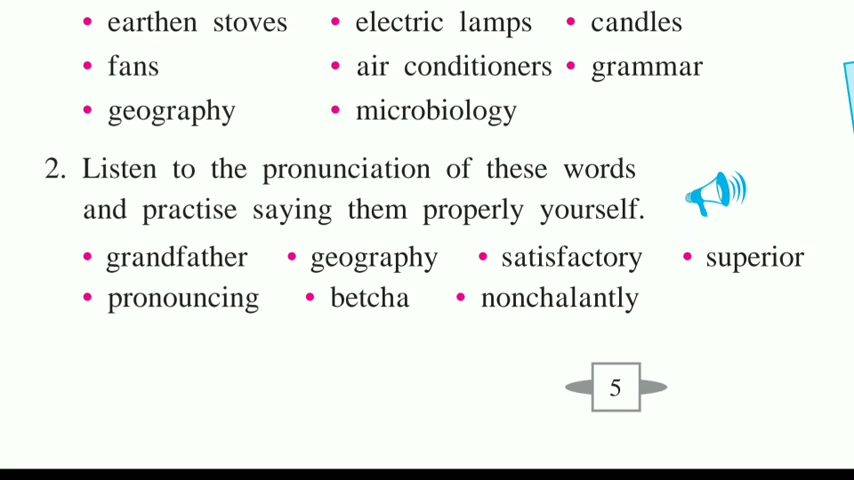 • earthen stoves • electric lamps • candles
• fans • air conditioners • grammar
• geography • microbiology
2. Listen to the pronunciation of these words
and practise saying them properly yourself.
• grandfather • geography • satisfactory • superior
• pronouncing • betcha • nonchalantly
5